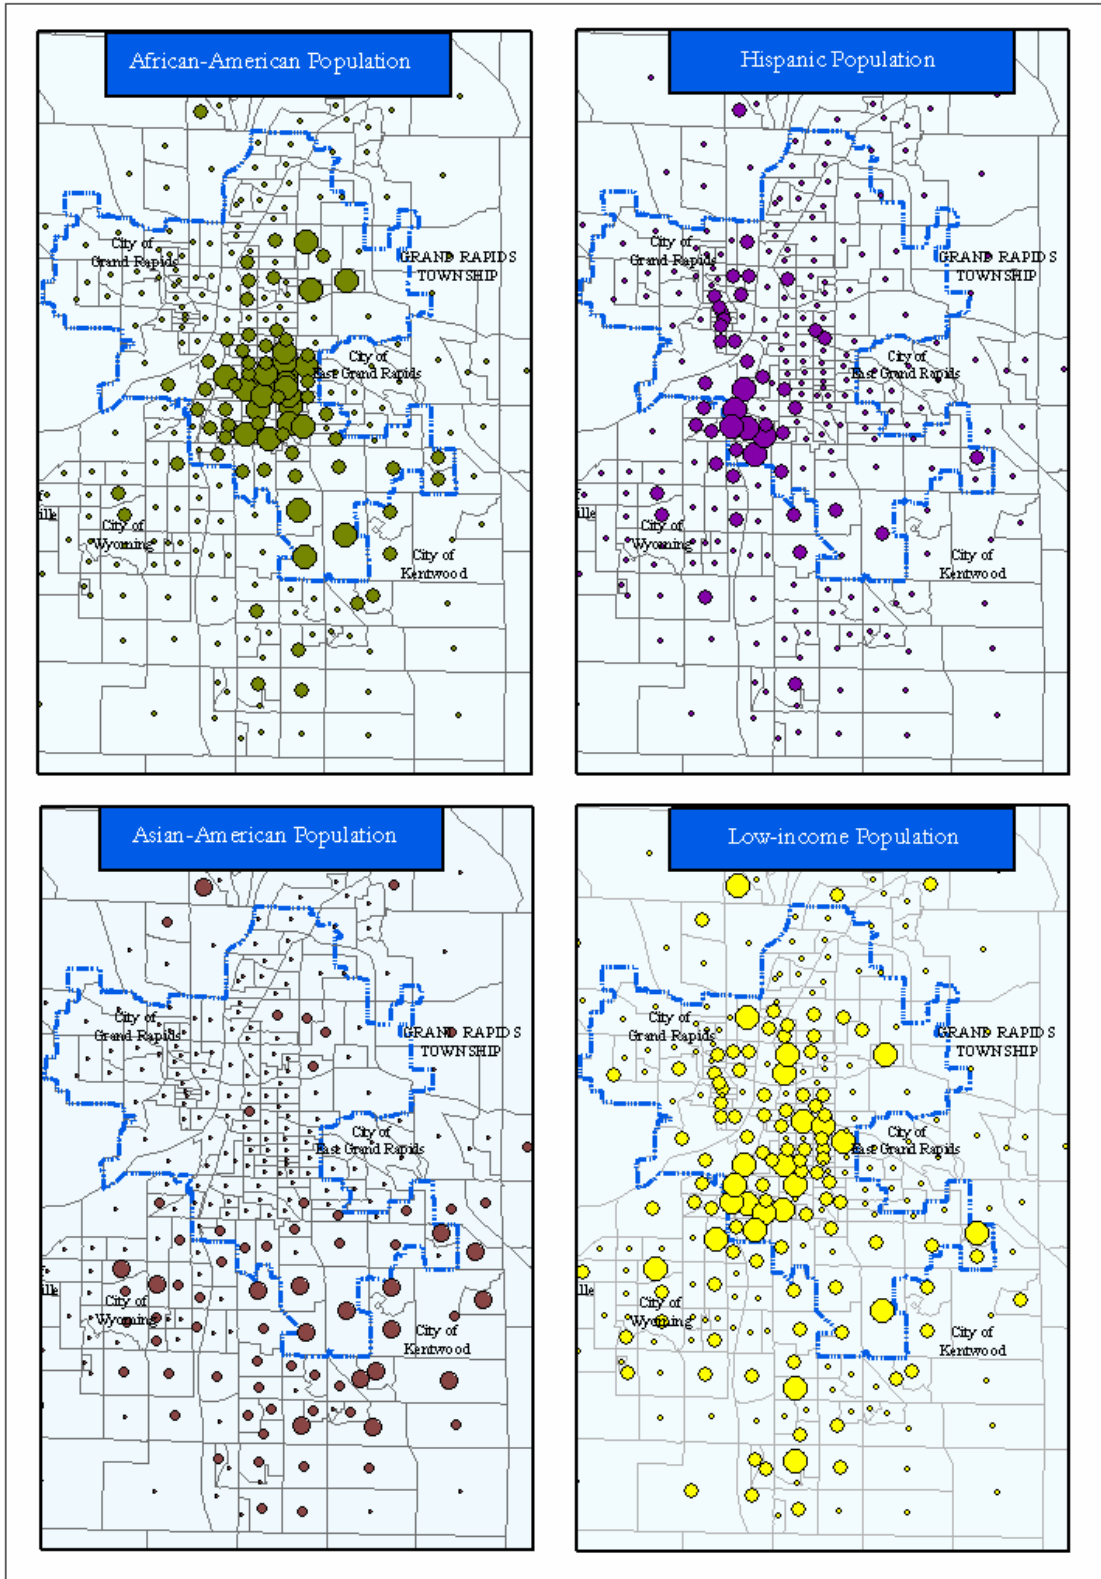 African-American Population
City of
Grand Rapids
GRAND RAPIDS
TOWNSHIP
City of
East Grand Rapids
ille
City of
Wyoming
City of
Kentwood
Hispanic Population
City of
Grand Rapids
GRAND RAPIDS
TOWNSHIP
City of
East Grand Rapids
ille
City of
Wyoming
City of
Kentwood
Asian-American Population
City of
Grand Rapids
GRAND RAPIDS
TOWNSHIP
City of
East Grand Rapids
ille
City of
Wyoming
City of
Kentwood
Low-income Population
City of
Grand Rapids
GRAND RAPIDS
TOWNSHIP
City of
East Grand Rapids
ille
City of
Wyoming
City of
Kentwood